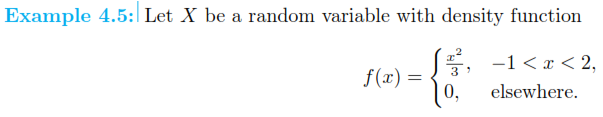 Example 4.5: Let X be a random variable with density function
f(x) = { x²/3, −1 < x < 2,
0, elsewhere.